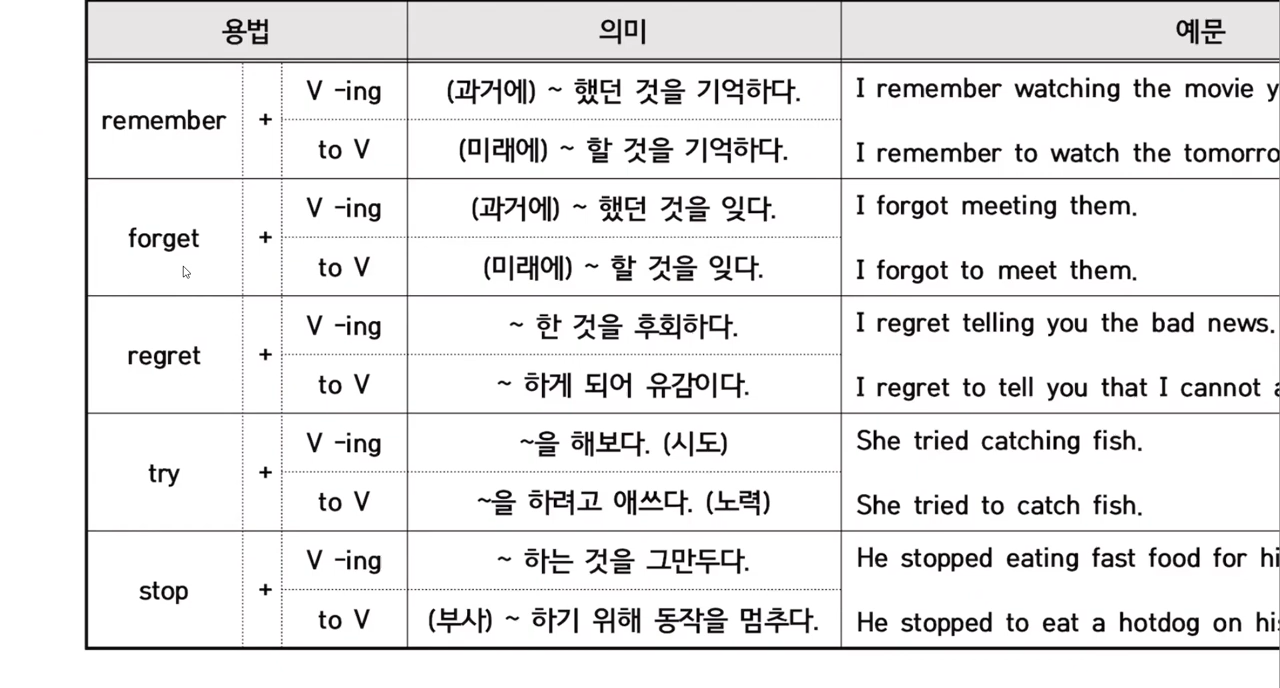 용법 의미 예문
remember + V -ing (과거에) ~ 했던 것을 기억하다. I remember watching the movie
to V (미래에) ~ 할 것을 기억하다. I remember to watch the
forget + V -ing (과거에) ~ 했던 것을 잊다. I forgot meeting them.
to V (미래에) ~ 할 것을 잊다. I forgot to meet them.
regret + V -ing ~ 한 것을 후회하다. I regret telling you the bad news.
to V ~ 하게 되어 유감이다. I regret to tell you that I cannot
try + V -ing ~을 해보다. (시도) She tried catching fish.
to V ~을 하려고 애쓰다. (노력) She tried to catch fish.
stop + V -ing ~ 하는 것을 그만두다. He stopped eating fast food for
to V (부사) ~ 하기 위해 동작을 멈추다. He stopped to eat a hotdog on